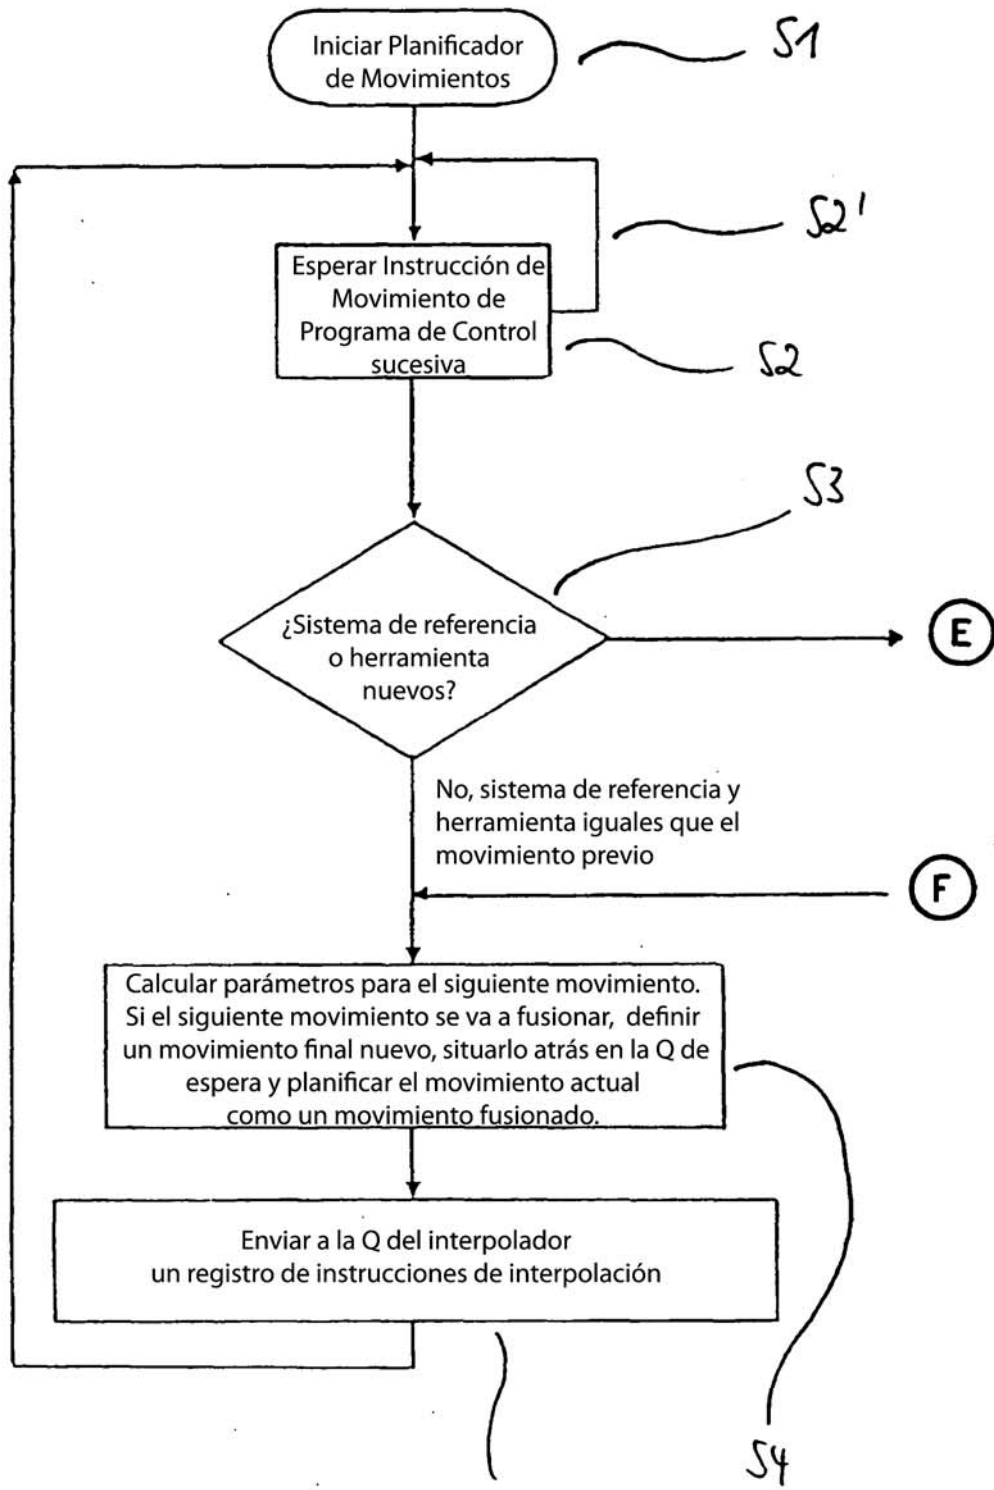 Iniciar Planificador
de Movimientos
S1
S2'
Esperar Instrucción de
Movimiento de
Programa de Control
sucesiva
S2
S3
¿Sistema de referencia
o herramienta
nuevos?
E
No, sistema de referencia y
herramienta iguales que el
movimiento previo
F
Calcular parámetros para el siguiente movimiento.
Si el siguiente movimiento se va a fusionar, definir
un movimiento final nuevo, situarlo atrás en la Q de
espera y planificar el movimiento actual
como un movimiento fusionado.
Enviar a la Q del interpolador
un registro de instrucciones de interpolación
S4